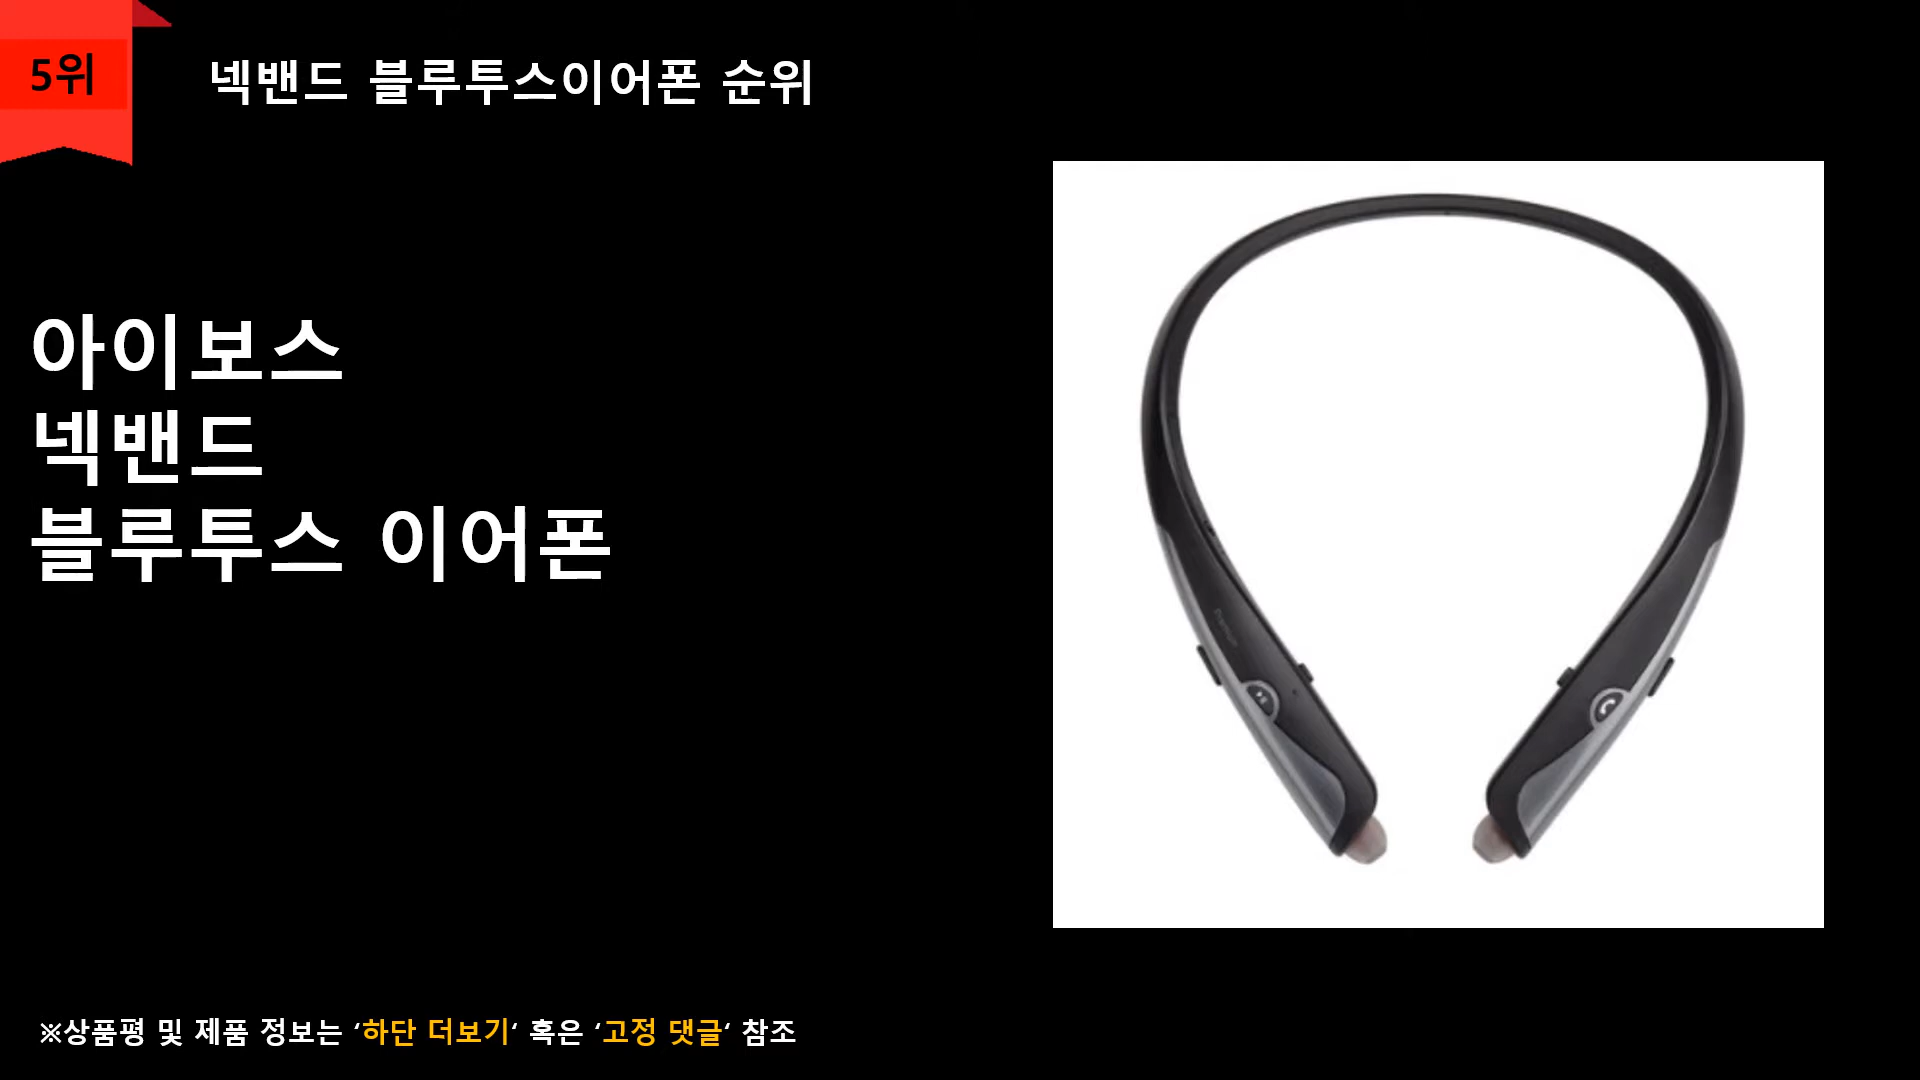 5위
넥밴드 블루투스이어폰 순위
아이보스
넥밴드
블루투스 이어폰
※상품평 및 제품 정보는 ‘하단 더보기‘ 혹은 ‘고정 댓글‘ 참조